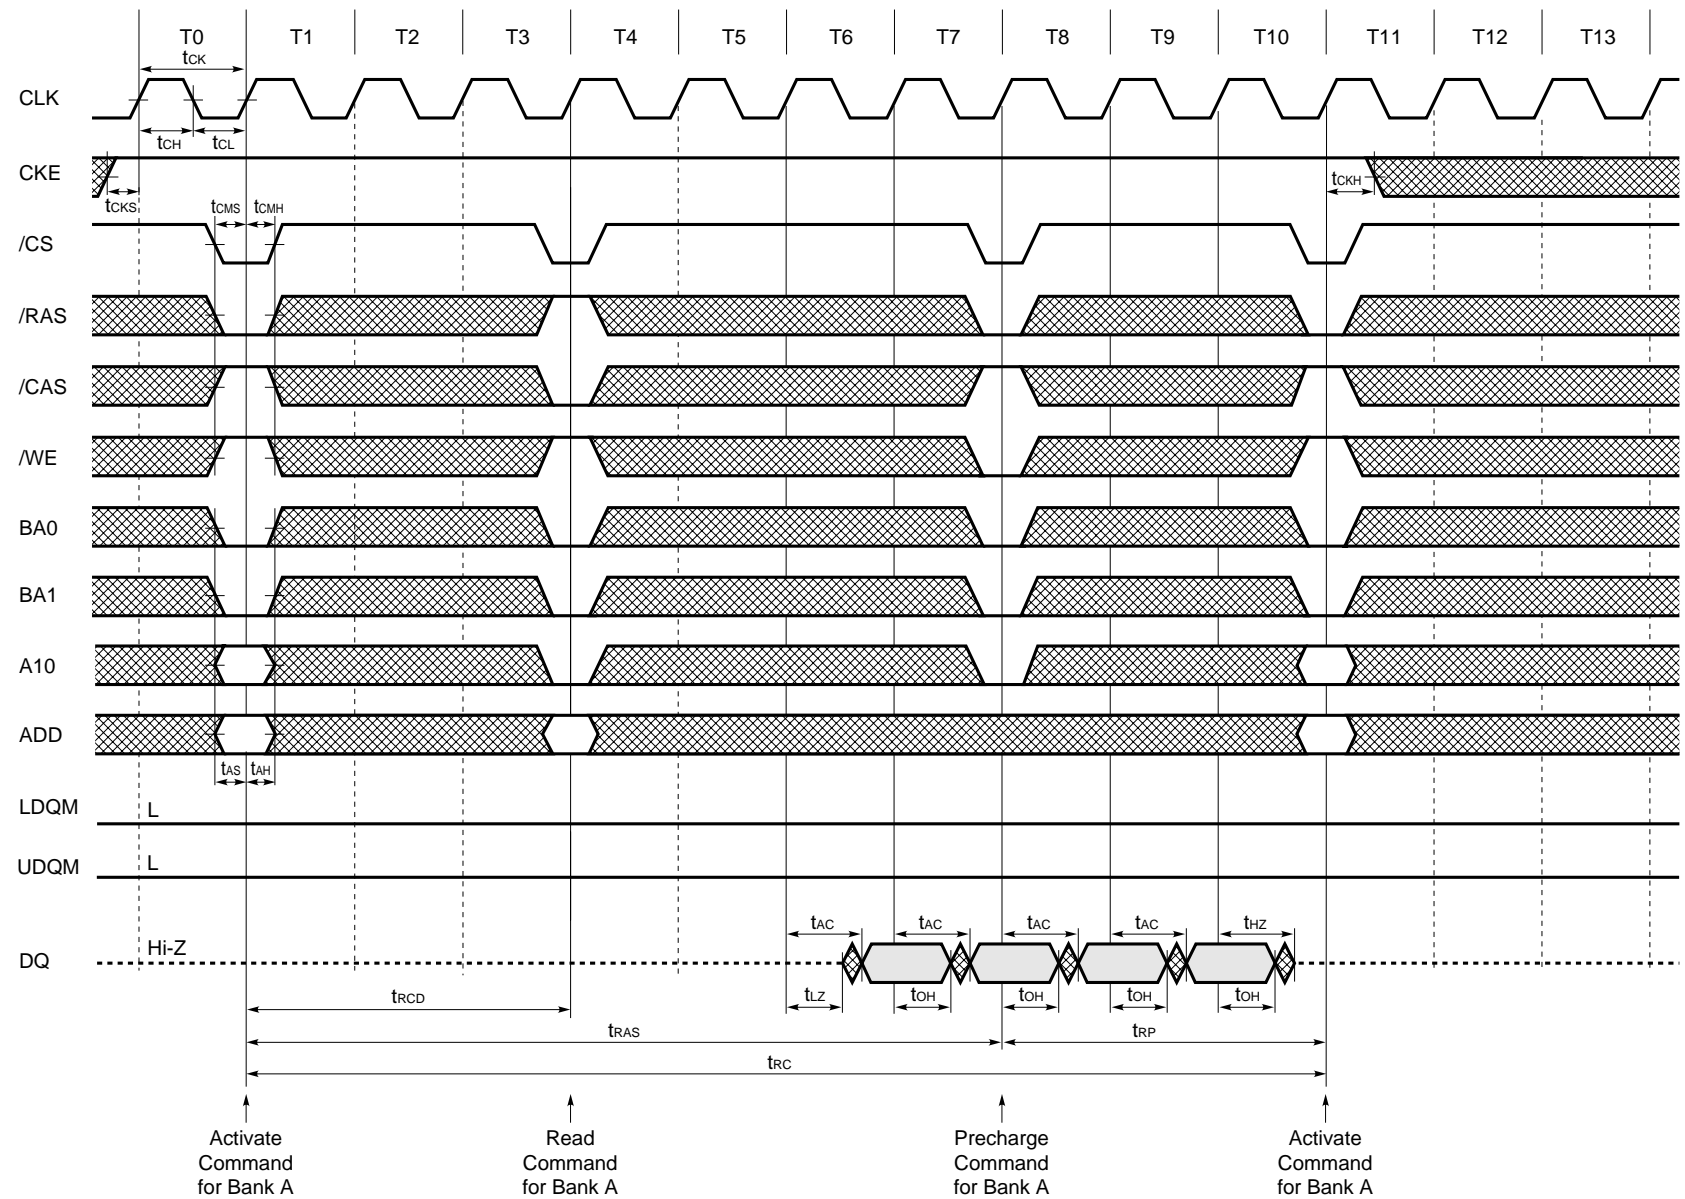 T0 T1 T2 T3 T4 T5 T6 T7 T8 T9 T10 T11 T12 T13
tCK
CLK
tCH tCL
CKE
tCKH
tCKS
tCMS tCMH
/CS
/RAS
/CAS
/WE
BA0
BA1
A10
ADD
tAS tAH
LDQM L
UDQM L
tAC tAC tAC tAC tHZ
DQ Hi-Z
tLZ tOH tOH tOH tOH
tRCD
tRAS tRP
tRC
Activate
Command
for Bank A
Read
Command
for Bank A
Precharge
Command
for Bank A
Activate
Command
for Bank A